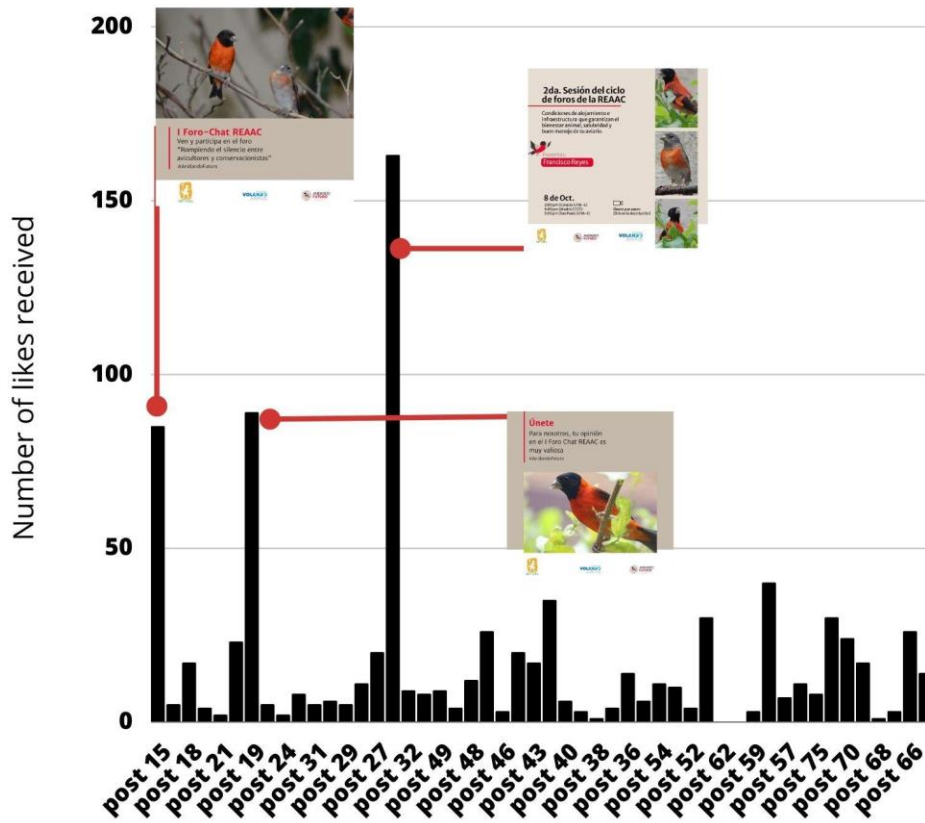 Number of likes received
200
150
100
50
0
I Foro-Chat REAAC
Ven y participa en el foro
"Rompiendo el silencio entre
avicultores y conservacionistas"
2da. Sesión del ciclo
de foros de la REAAC
Condiciones de alojamiento e
infraestructura que garantizan el
bienestar animal, salubridad y
buen manejo de tu aviario.
Francisco Reyes
8 de Oct.
Únete
Para nosotros, tu opinión
en el I Foro Chat REAAC es
muy valiosa
post 15
post 18
post 21
post 19
post 24
post 31
post 29
post 27
post 32
post 49
post 48
post 46
post 43
post 40
post 38
post 36
post 54
post 52
post 62
post 59
post 57
post 75
post 70
post 68
post 66